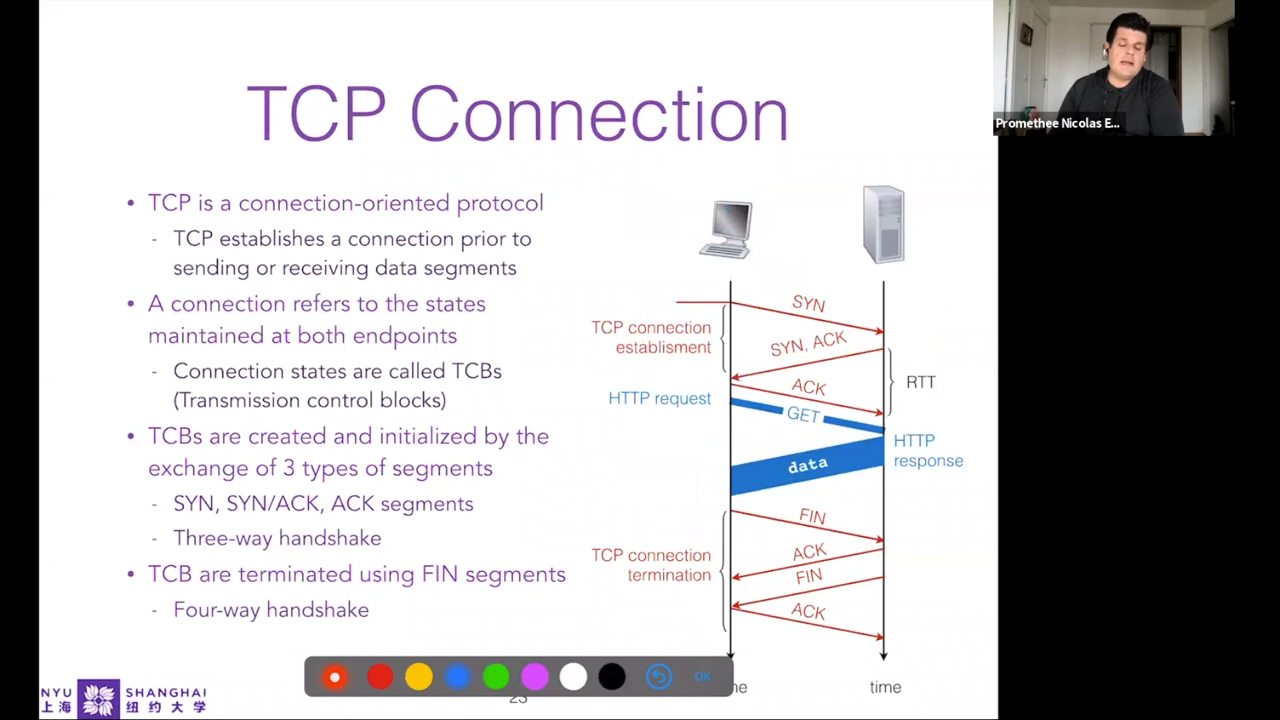 TCP Connection
Promethee Nicolas E...
• TCP is a connection-oriented protocol
- TCP establishes a connection prior to
sending or receiving data segments
• A connection refers to the states
maintained at both endpoints
- Connection states are called TCBs
(Transmission control blocks)
• TCBs are created and initialized by the
exchange of 3 types of segments
- SYN, SYN/ACK, ACK segments
- Three-way handshake
• TCB are terminated using FIN segments
- Four-way handshake
SYN
TCP connection
establisment
SYN, ACK
RTT
ACK
HTTP request
GET
HTTP
response
data
FIN
TCP connection
termination
ACK
FIN
ACK
time
OK
NYU SHANGHAI
上海 纽约大学